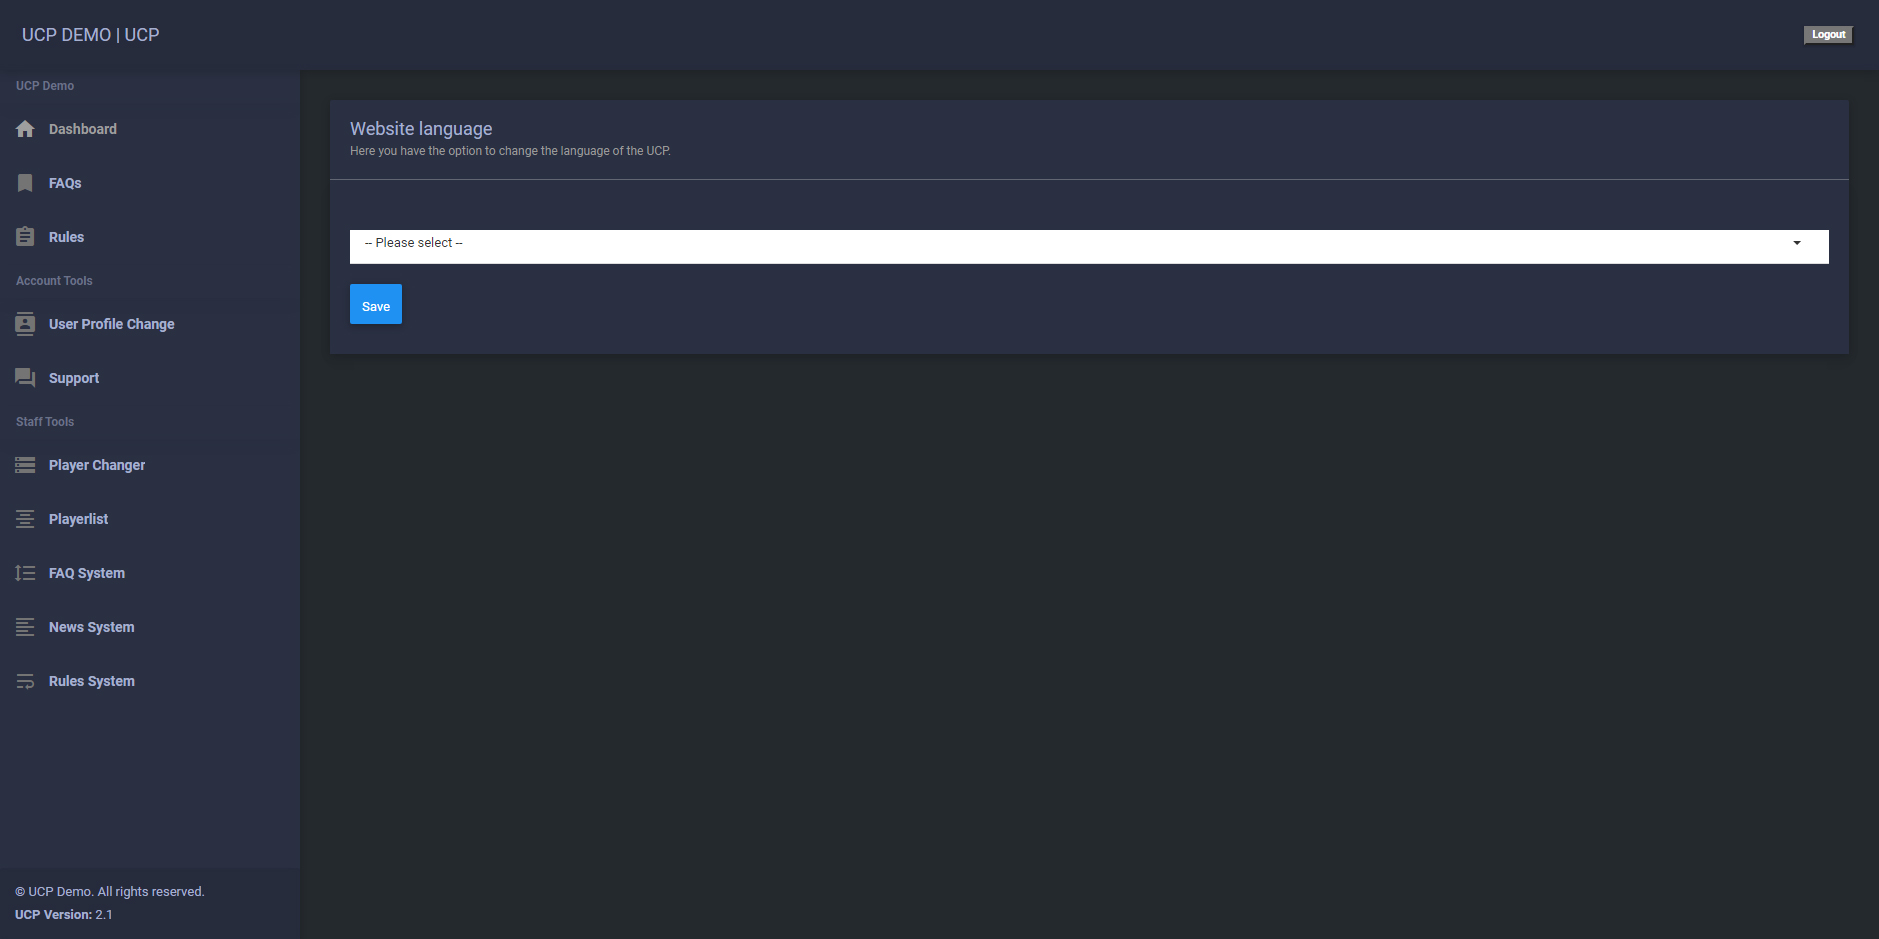 UCP DEMO | UCP
Logout
UCP Demo
Dashboard
FAQs
Rules
Account Tools
User Profile Change
Support
Staff Tools
Player Changer
Playerlist
FAQ System
News System
Rules System
© UCP Demo. All rights reserved.
UCP Version: 2.1
Website language
Here you have the option to change the language of the UCP.
-- Please select --
Save